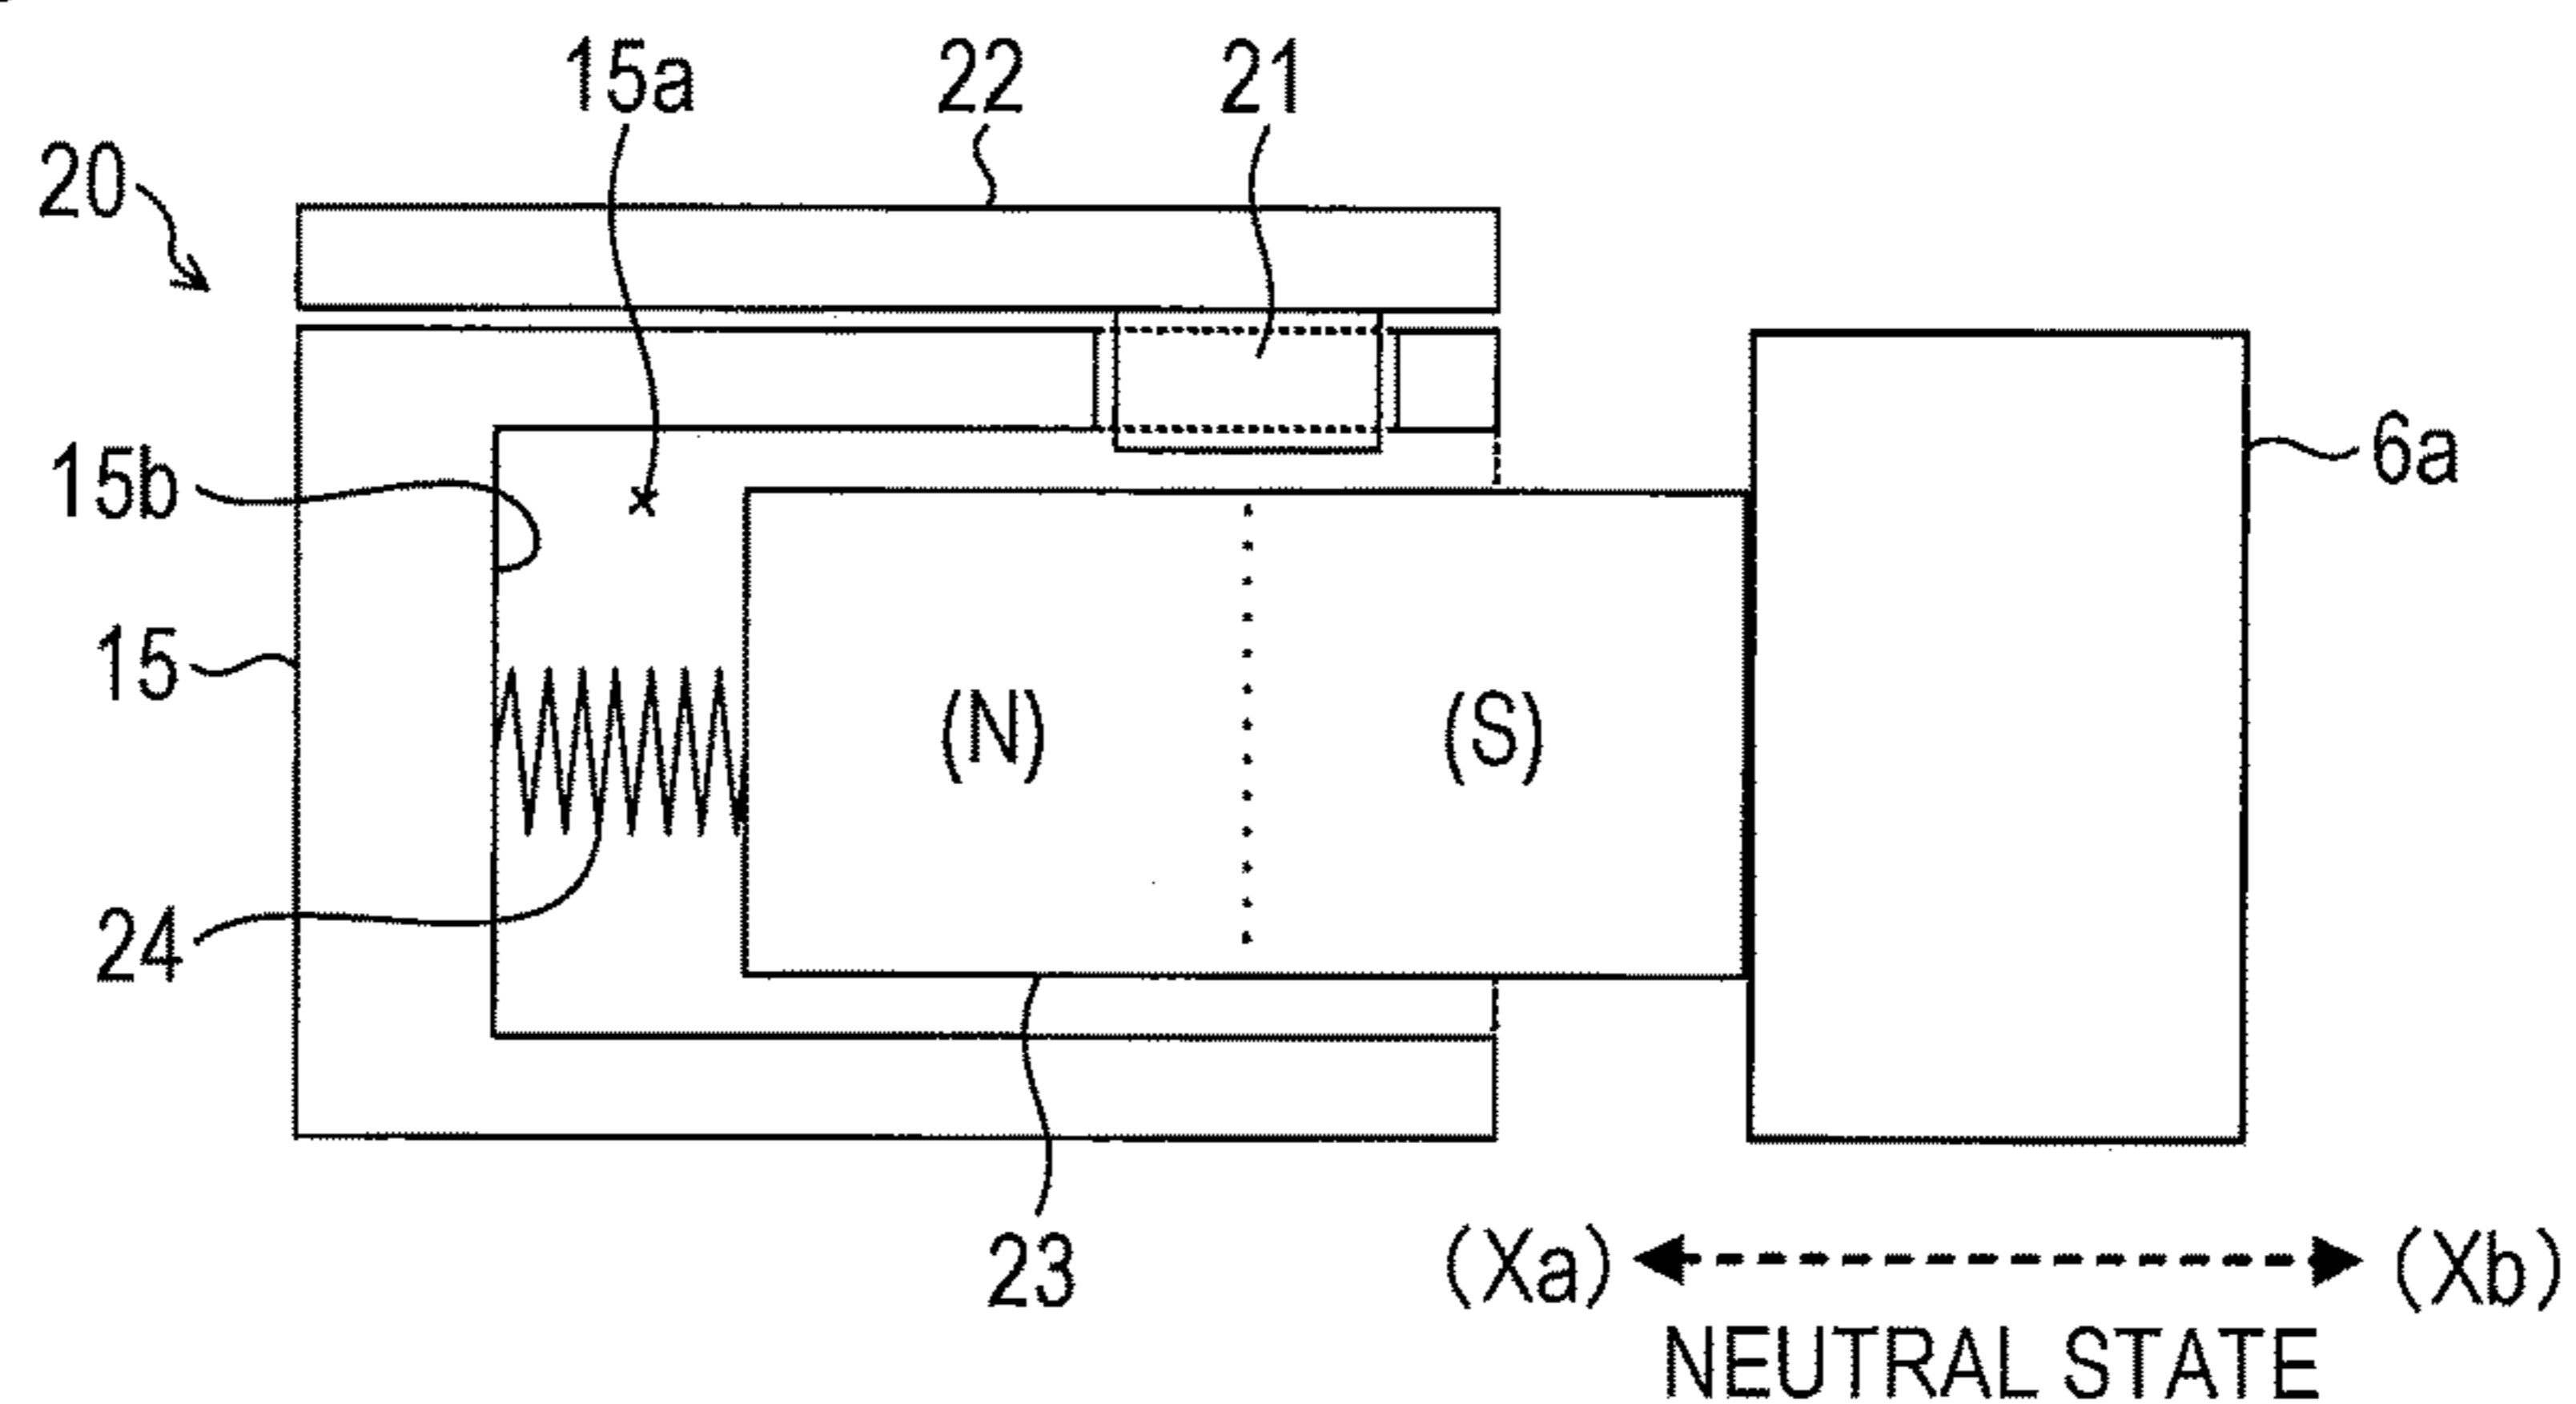 15a
22
21
20
15b
6a
15
(N)
(S)
24
23
(Xa)
(Xb)
NEUTRAL STATE